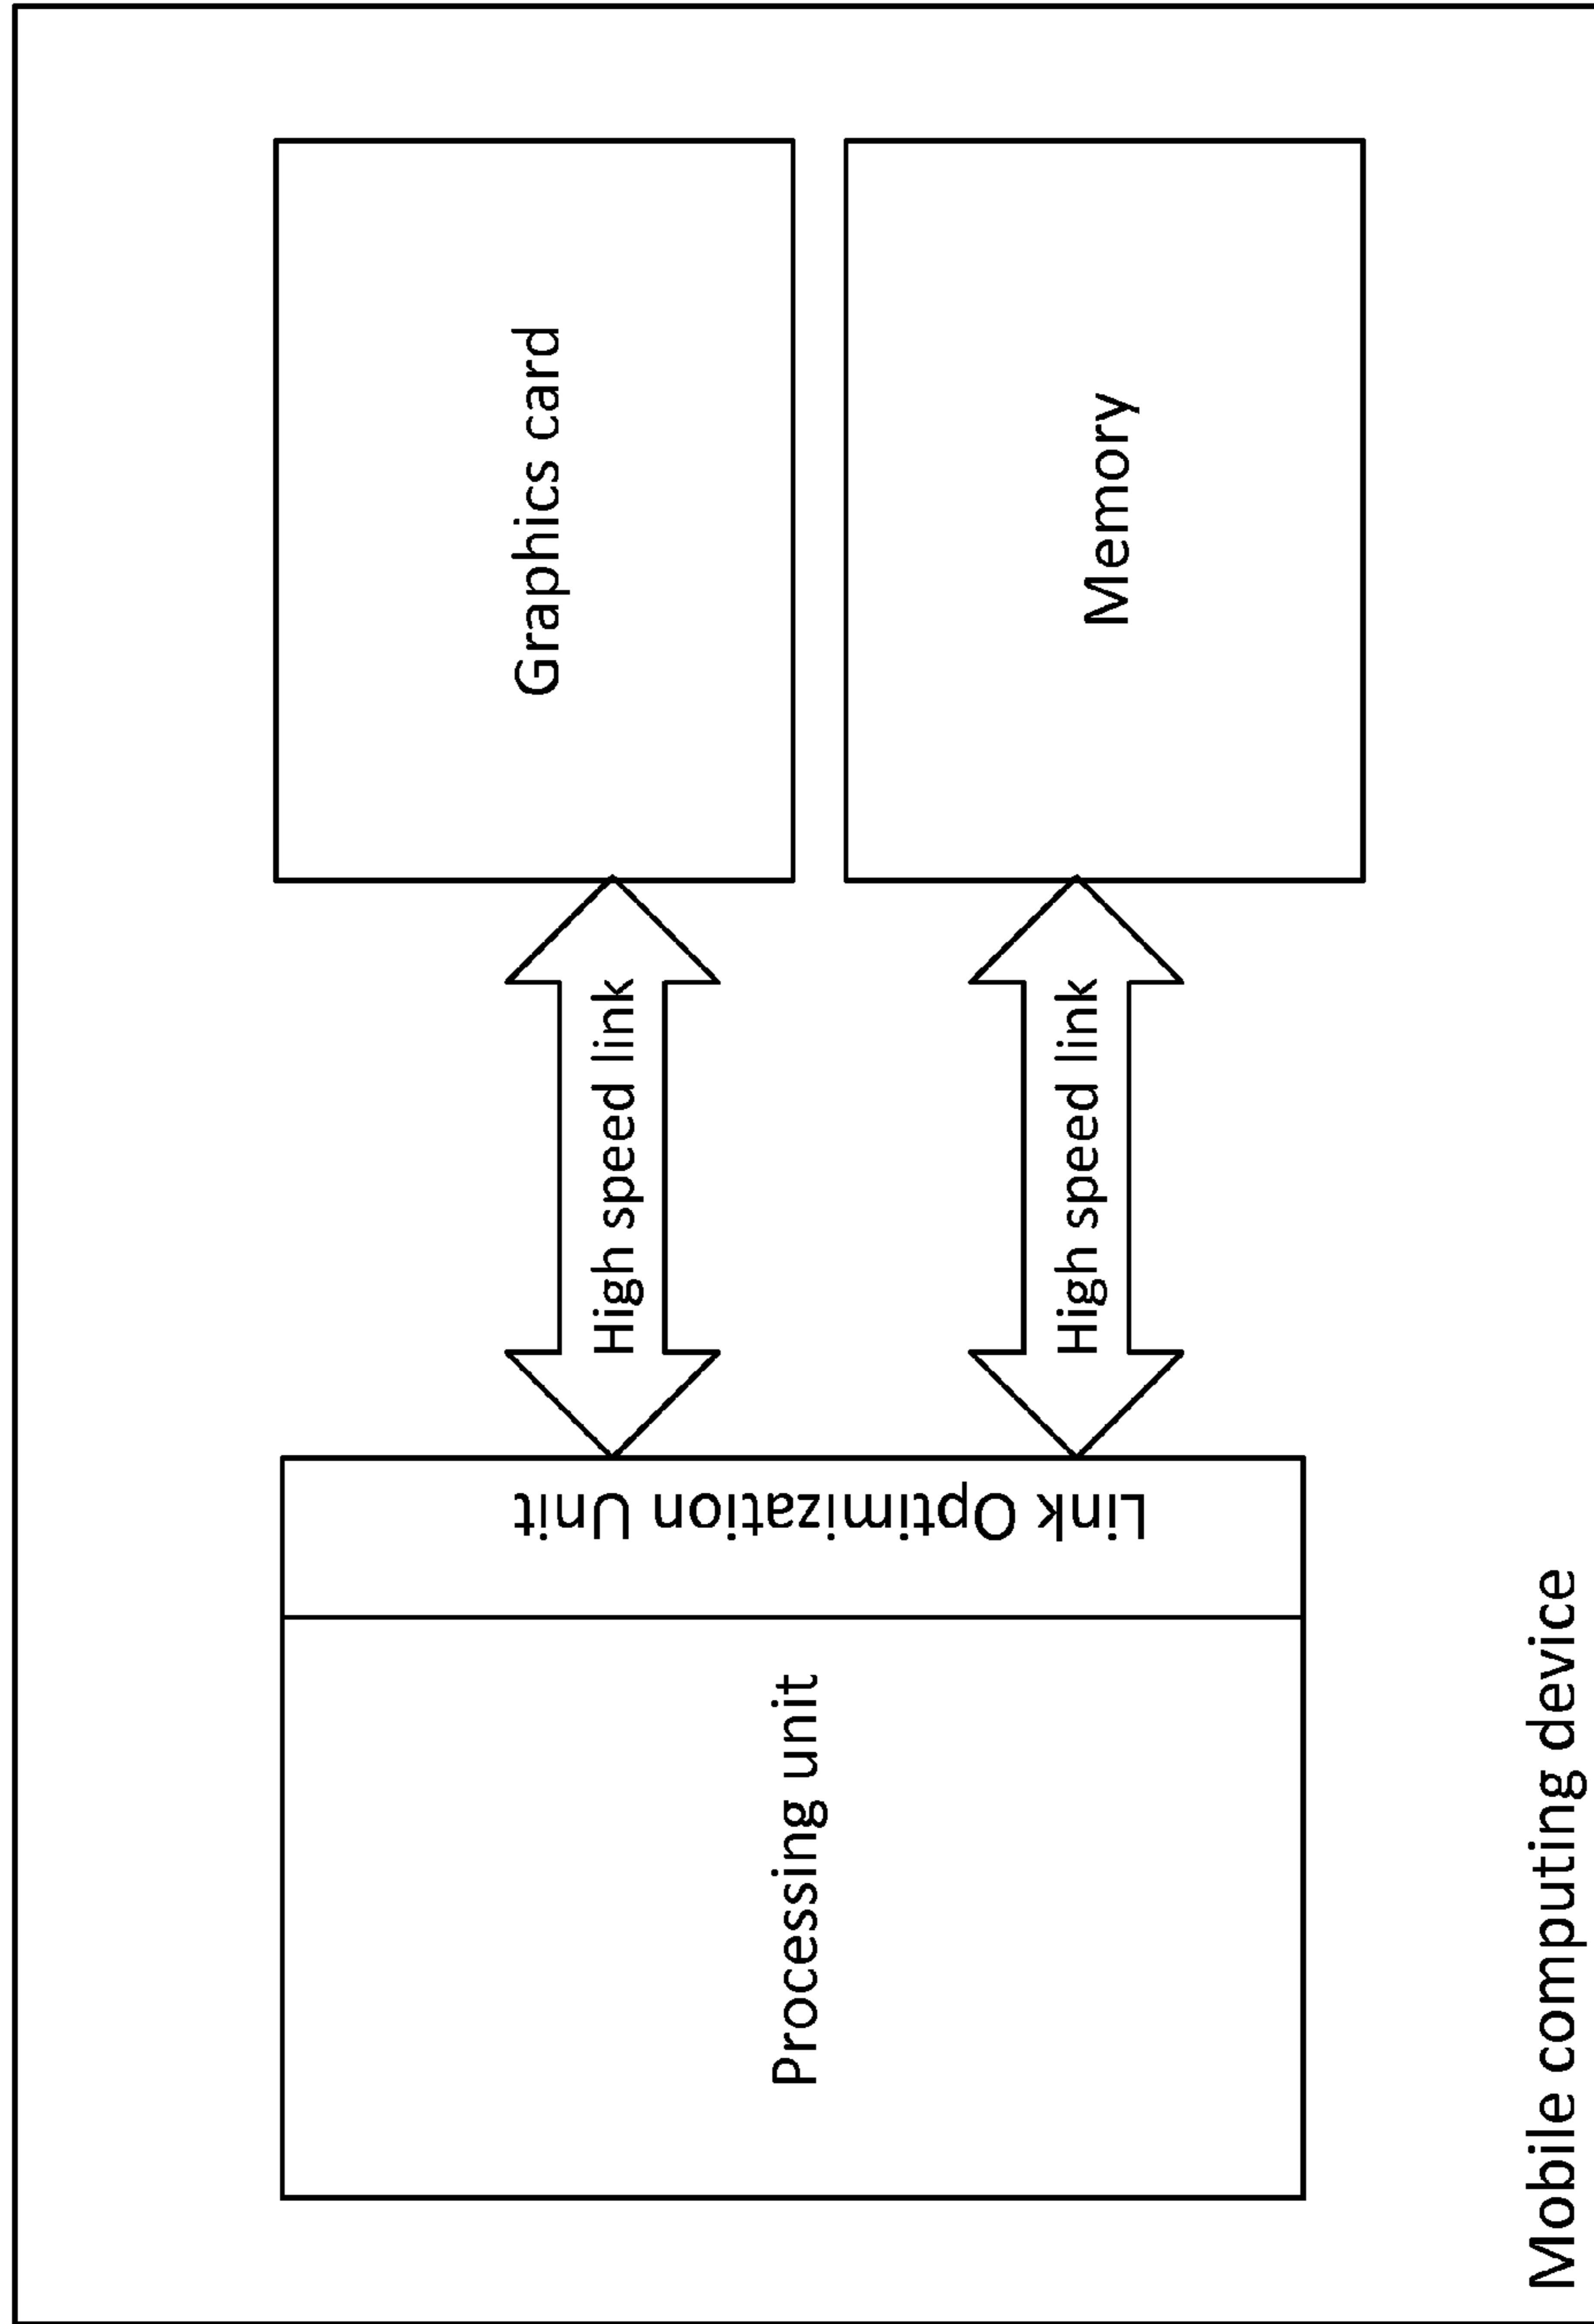 Graphics card
Memory
High speed link
High speed link
Link Optimization Unit
Processing unit
Mobile computing device